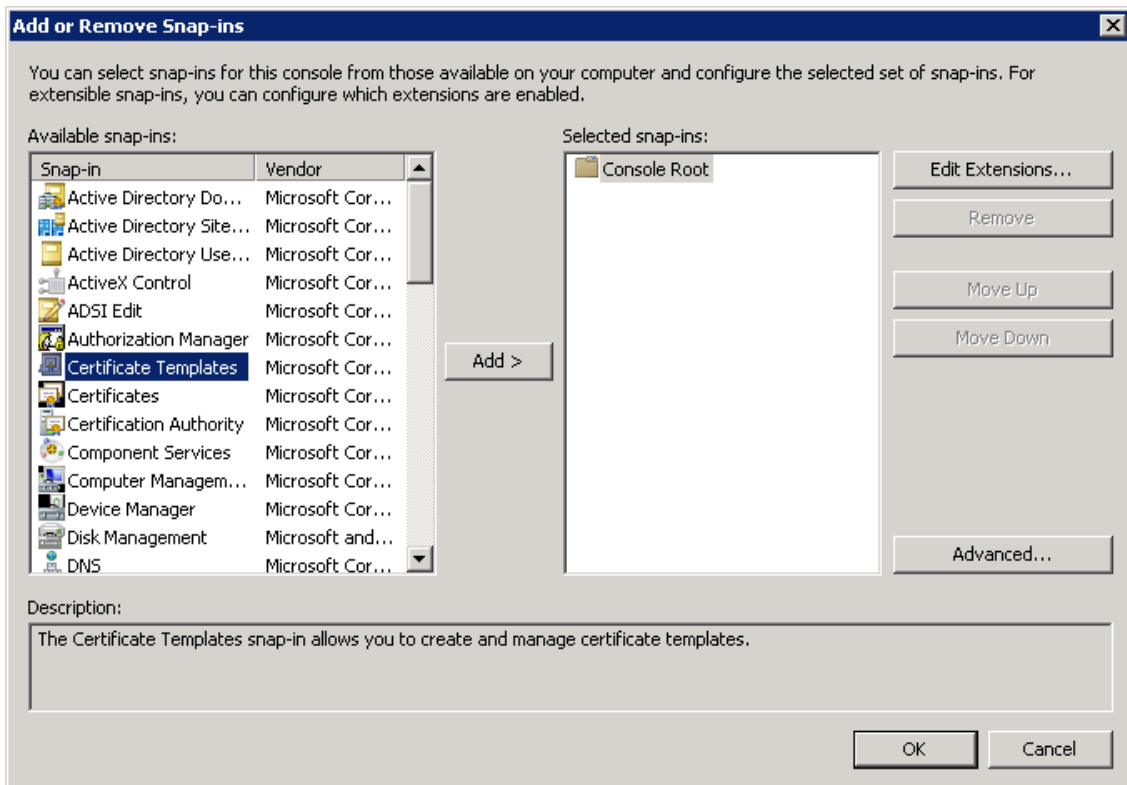 Add or Remove Snap-ins
You can select snap-ins for this console from those available on your computer and configure the selected set of snap-ins. For
extensible snap-ins, you can configure which extensions are enabled.
Available snap-ins:
Snap-in Vendor
Active Directory Do... Microsoft Cor...
Active Directory Site... Microsoft Cor...
Active Directory Use... Microsoft Cor...
ActiveX Control Microsoft Cor...
ADSI Edit Microsoft Cor...
Authorization Manager Microsoft Cor...
Certificate Templates Microsoft Cor...
Certificates Microsoft Cor...
Certification Authority Microsoft Cor...
Component Services Microsoft Cor...
Computer Managem... Microsoft Cor...
Device Manager Microsoft Cor...
Disk Management Microsoft and...
DNS Microsoft Cor...
Add >
Selected snap-ins:
Console Root
Edit Extensions...
Remove
Move Up
Move Down
Advanced...
Description:
The Certificate Templates snap-in allows you to create and manage certificate templates.
OK
Cancel